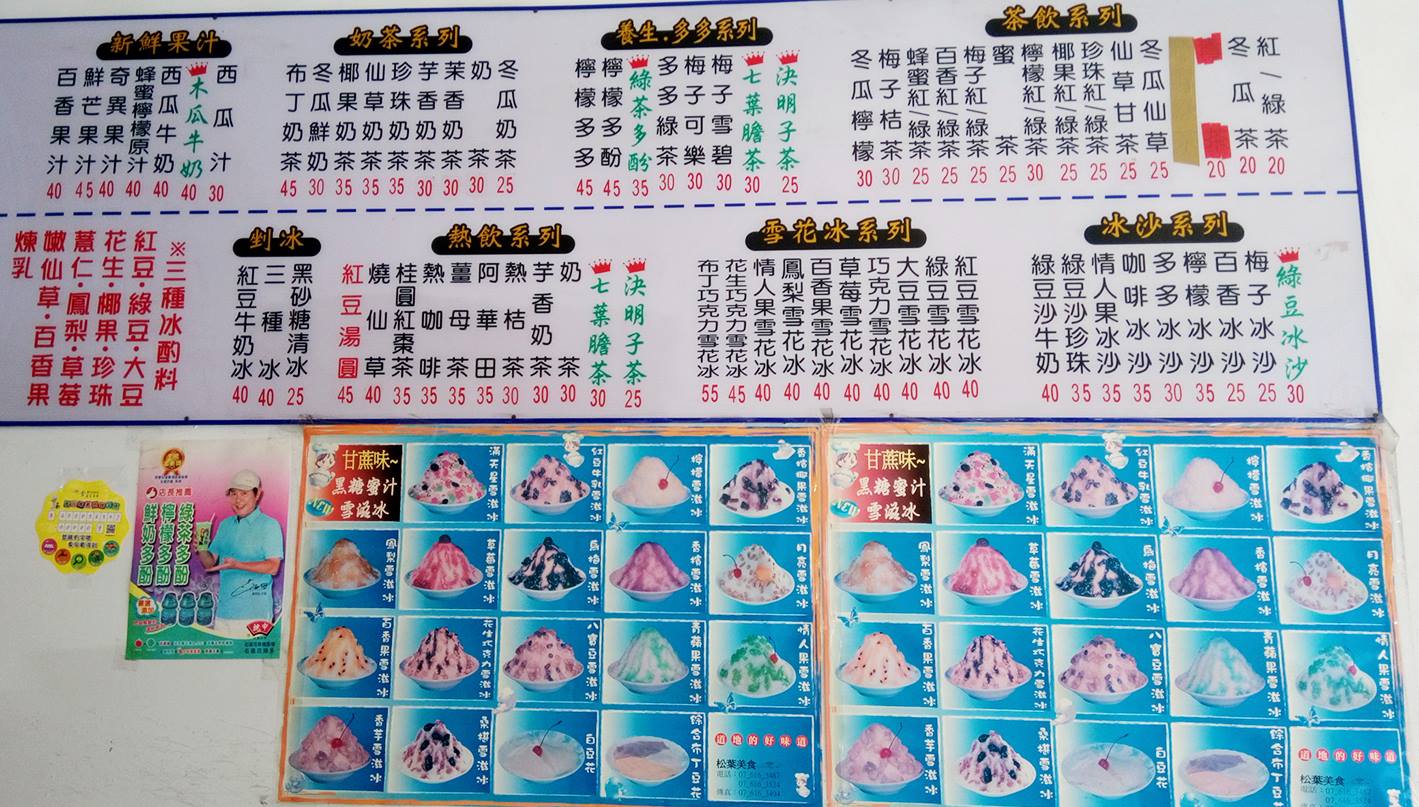 茶飲系列
紅/綠茶 20
冬瓜茶 20
20
冬瓜仙草 25
仙草甘茶 25
珍珠紅/綠茶 25
椰果紅/綠茶 25
檸檬紅/綠茶 30
蜜茶 25
梅子紅/綠茶 25
百香紅/綠茶 25
蜂蜜紅/綠茶 25
梅子桔茶 30
冬瓜檸檬 30
養生.多多系列
決明子茶 25
七葉膽茶 30
梅子雪碧 30
梅子可樂 30
多多綠茶 30
綠茶多酚 35
檸檬多酚 45
檸檬多多 45
奶茶系列
冬瓜奶茶 25
奶茶 30
茉香奶茶 30
芋香奶茶 30
珍珠奶茶 35
仙草奶茶 35
椰果奶茶 35
冬瓜鮮奶 30
布丁奶茶 45
新鮮果汁
西瓜汁 30
木瓜牛奶 40
西瓜牛奶 40
蜂蜜檸檬原汁 40
奇異果汁 40
鮮芒果汁 45
百香果汁 40
冰沙系列
綠豆冰沙 30
梅子冰沙 25
百香冰沙 25
檸檬冰沙 35
多多冰沙 30
咖啡冰沙 35
情人果冰沙 35
綠豆沙珍珠 35
綠豆沙牛奶 40
雪花冰系列
紅豆雪花冰 40
綠豆雪花冰 40
大豆雪花冰 40
巧克力雪花冰 40
草莓雪花冰 40
百香果雪花冰 40
鳳梨雪花冰 40
情人果雪花冰 40
花生巧克力雪花冰 45
布丁巧克力雪花冰 55
熱飲系列
決明子茶 25
七葉膽茶 30
奶茶 30
芋香奶茶 30
熱桔茶 30
阿華田 35
薑母茶 35
熱咖啡 35
桂圓紅棗茶 35
燒仙草 40
紅豆湯圓 45
剉冰
黑砂糖清冰 25
三種冰 40
紅豆牛奶冰 40
※三種冰酌料
紅豆·綠豆·大豆
花生·椰果·珍珠
薏仁·鳳梨·草莓
嫩仙草·百香果
煉乳
店長推薦
綠茶多酚
檸檬多酚
鮮奶多酚
甘蔗味~
黑糖蜜汁
雪滋冰
NEW
滿天星雪滋冰
紅豆牛乳雪滋冰
檸檬雪滋冰
香檳椰果雪滋冰
鳳梨雪滋冰
草莓雪滋冰
烏梅雪滋冰
香檳雪滋冰
月亮雪滋冰
百香果雪滋冰
花生巧克力雪滋冰
八寶豆雪滋冰
青蘋果雪滋冰
情人果雪滋冰
香芋雪滋冰
桑椹雪滋冰
白豆花
綜合布丁豆花
道地的好味道
松葉美食
甘蔗味~
黑糖蜜汁
雪滋冰
NEW
滿天星雪滋冰
紅豆牛乳雪滋冰
檸檬雪滋冰
香檳椰果雪滋冰
鳳梨雪滋冰
草莓雪滋冰
烏梅雪滋冰
香檳雪滋冰
月亮雪滋冰
百香果雪滋冰
花生巧克力雪滋冰
八寶豆雪滋冰
青蘋果雪滋冰
情人果雪滋冰
香芋雪滋冰
桑椹雪滋冰
白豆
綜合布丁豆
道地的好味道
松葉美食